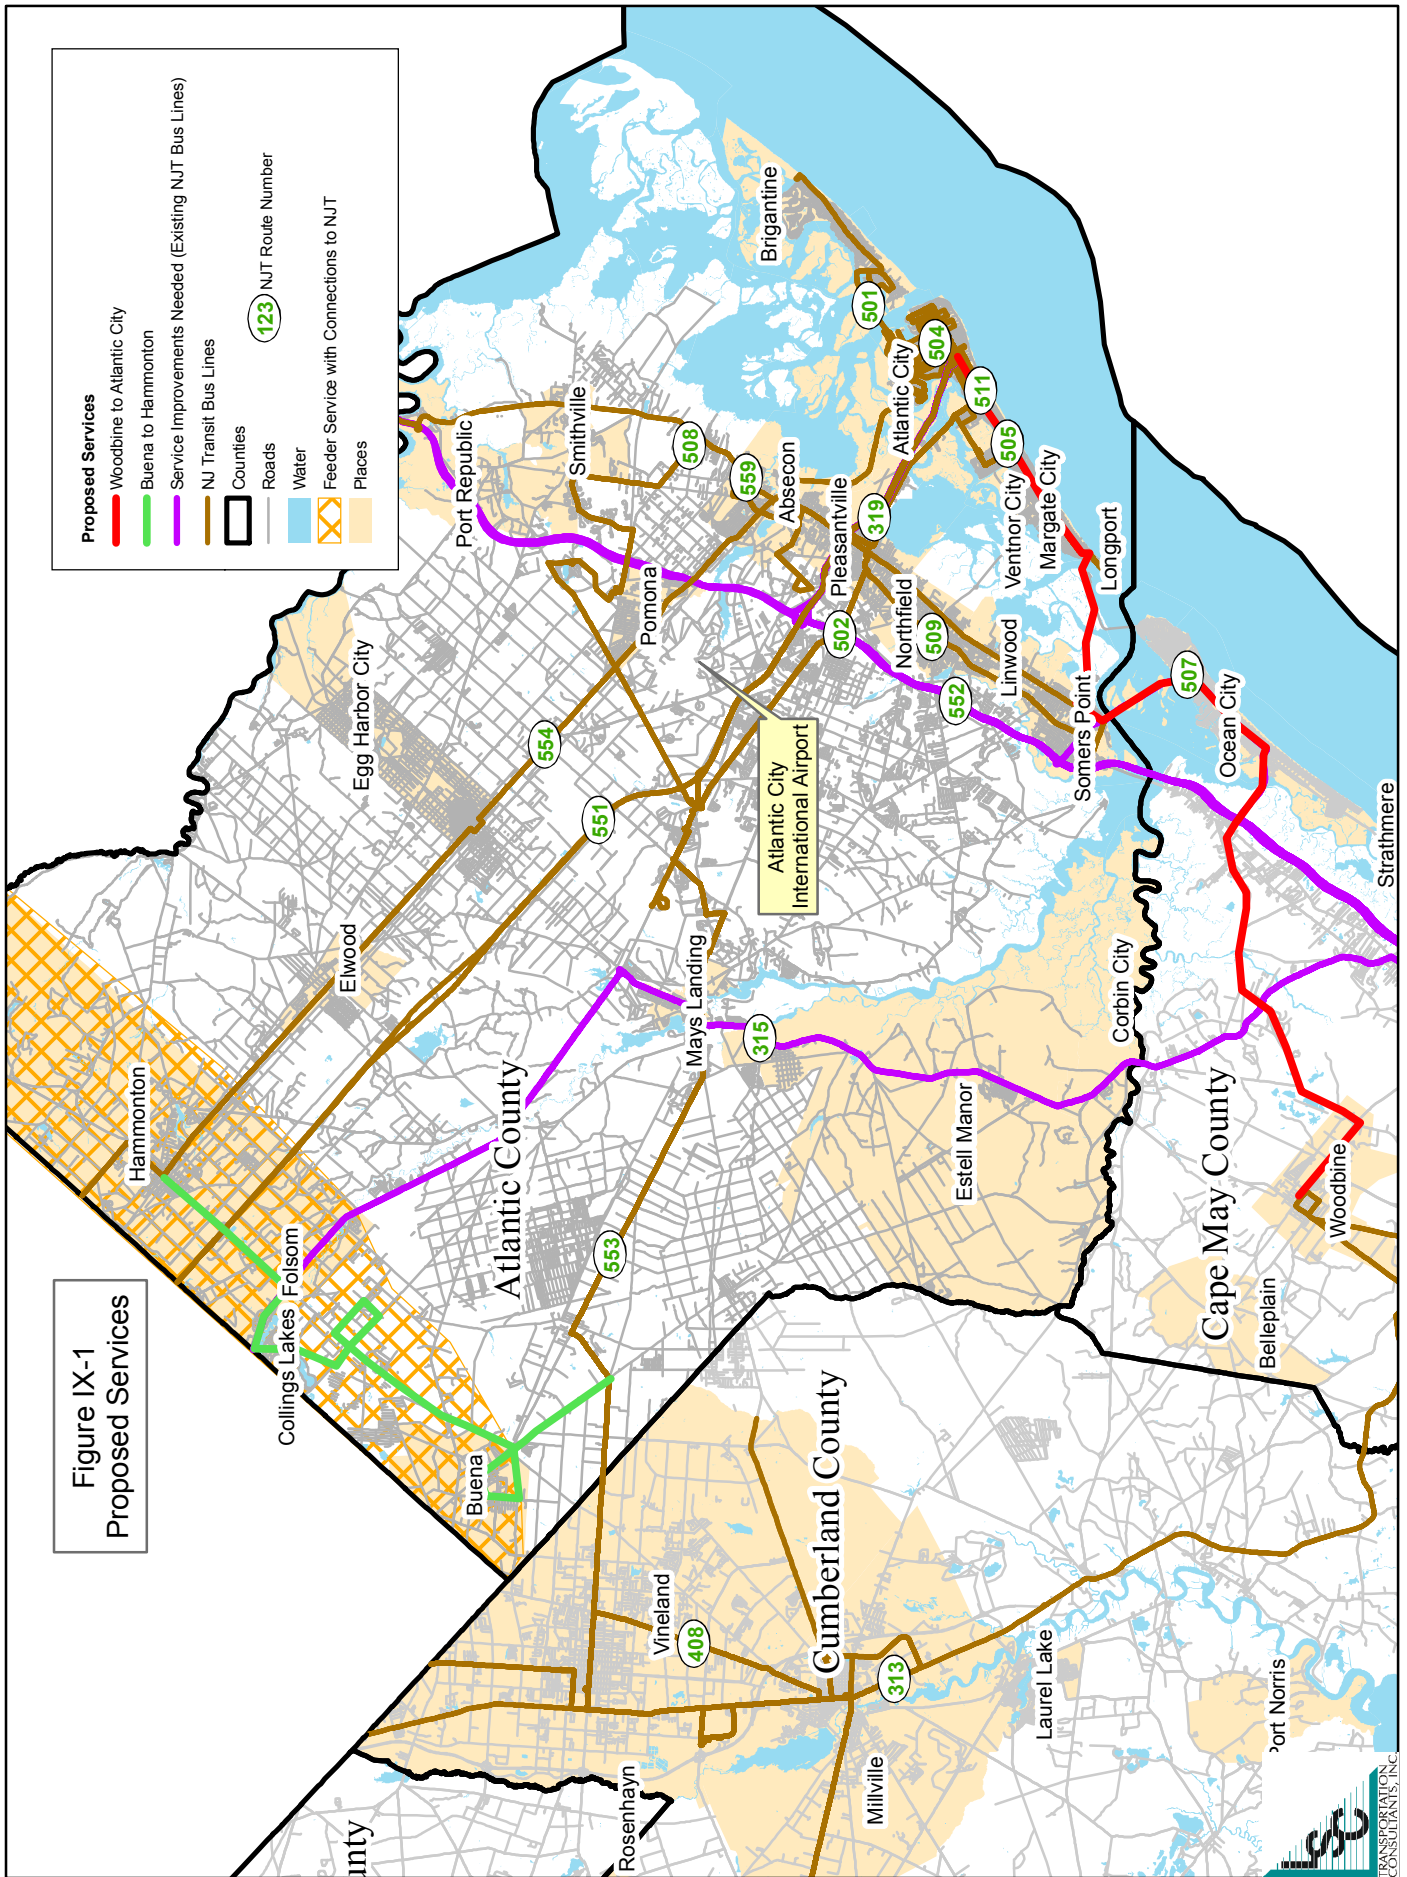 Figure IX-1
Proposed Services
Proposed Services
Woodbine to Atlantic City
Buena to Hammonton
Service Improvements Needed (Existing NJT Bus Lines)
NJ Transit Bus Lines
Counties
Roads
123 NJT Route Number
Water
Feeder Service with Connections to NJT
Places
Port Republic
Smithville
Brigantine
Egg Harbor City
Pomona
Absecon
Atlantic City
Pleasantville
Northfield
Linwood
Ventnor City
Margate City
Longport
Somers Point
Ocean City
Strathmere
Atlantic City
International Airport
Hammonton
Elwood
Folsom
Collings Lakes
Buena
Atlantic County
Mays Landing
Estell Manor
Corbin City
Cape May County
Woodbine
Belleplain
Cumberland County
Vineland
Millville
Rosenhayn
Laurel Lake
Port Norris
unty
501
504
511
505
508
559
319
502
509
552
507
554
551
315
553
408
313
LSC
TRANSPORTATION
CONSULTANTS, INC.